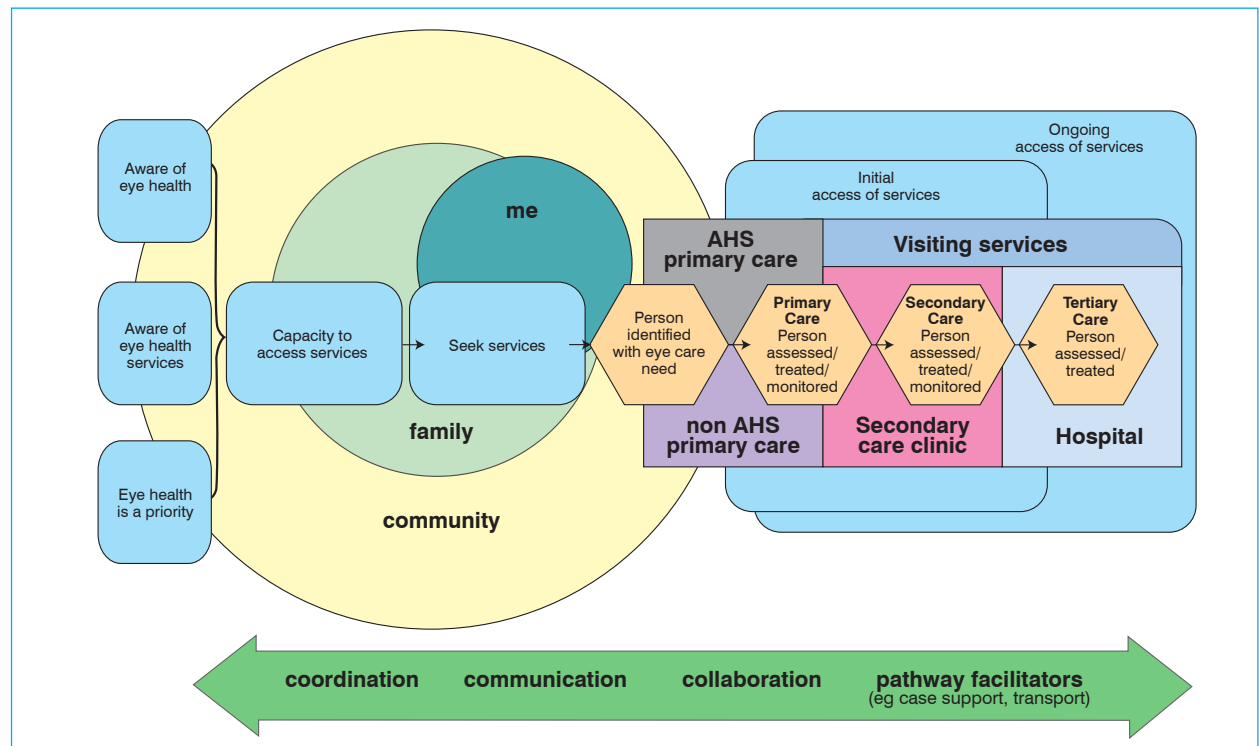 Aware of
eye health
Aware of
eye health
services
Eye health
is a priority
Capacity to
access services
Seek services
me
family
community
Person
identified
with eye care
need
AHS
primary care
non AHS
primary care
Ongoing
access of services
Initial
access of services
Visiting services
Primary
Care
Person
assessed/
treated/
monitored
Secondary
Care
Person
assessed/
treated/
monitored
Tertiary
Care
Person
assessed/
treated
Secondary
care clinic
Hospital
coordination communication collaboration pathway facilitators
(eg case support, transport)